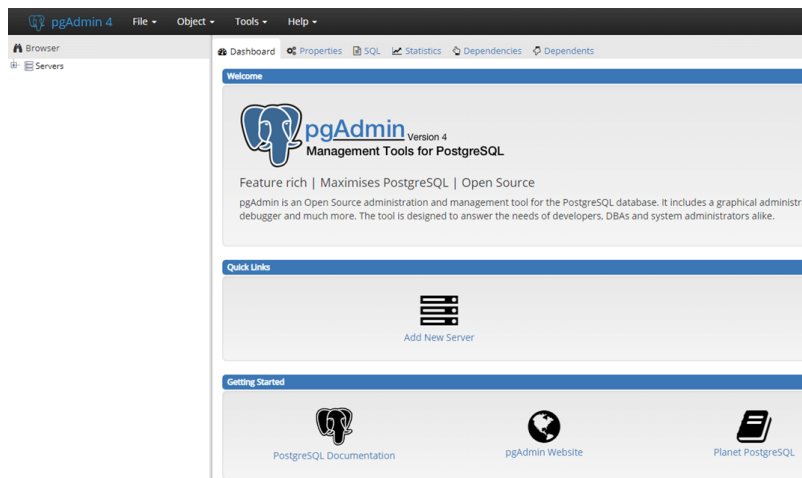 pgAdmin 4 File Object Tools Help
Browser
Servers
Dashboard Properties SQL Statistics Dependencies Dependents
Welcome
pgAdmin Version 4
Management Tools for PostgreSQL
Feature rich | Maximises PostgreSQL | Open Source
pgAdmin is an Open Source administration and management tool for the PostgreSQL database. It includes a graphical
debugger and much more. The tool is designed to answer the needs of developers, DBAs and system administrators alike.
Quick Links
Add New Server
Getting Started
PostgreSQL Documentation pgAdmin Website Planet PostgreSQL